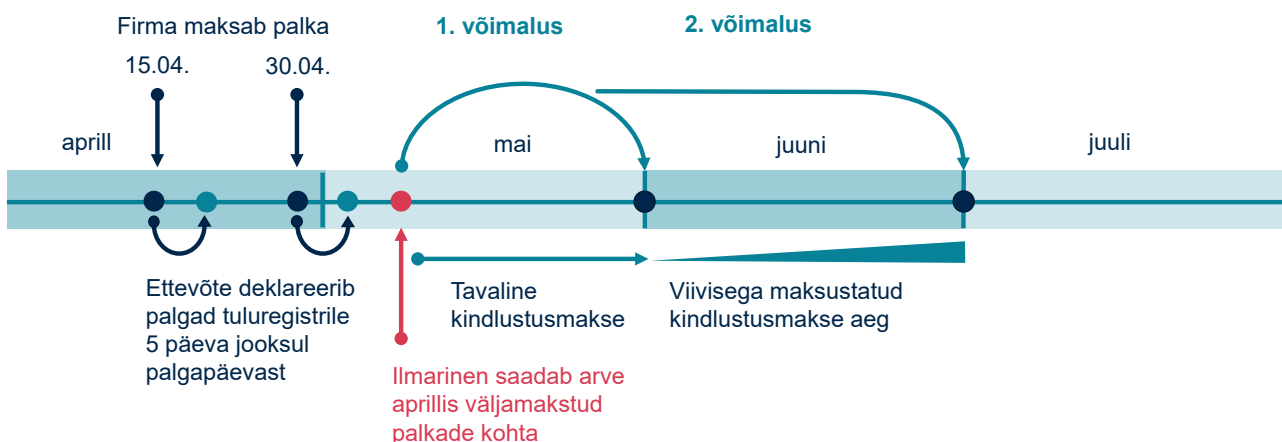 Firma maksab palka
15.04.
30.04.
1. võimalus
2. võimalus
aprill
mai
juuni
juuli
Ettevõte deklareerib
palgad tuluregistrile
5 päeva jooksul
palgapäevast
Tavaline
kindlustusmakse
Viivisega maksustatud
kindlustusmakse aeg
Ilmarinen saadab arve
aprillis väljamakstud
palkade kohta